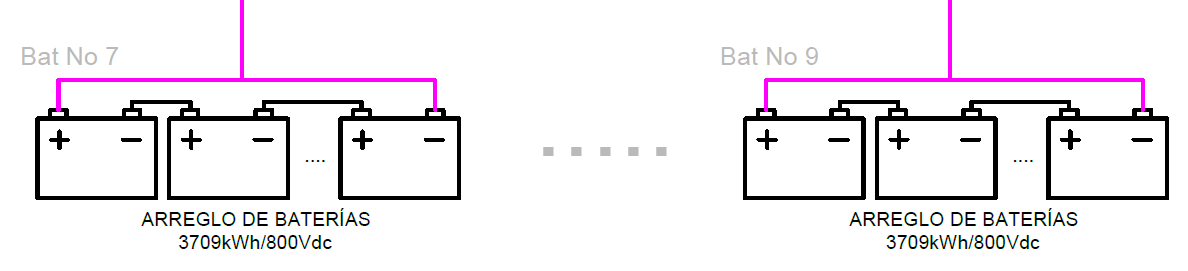 Bat No 7
Bat No 9
+ − + − + −
....
.....
+ − + − + −
....
ARREGLO DE BATERÍAS
3709kWh/800Vdc
ARREGLO DE BATERÍAS
3709kWh/800Vdc